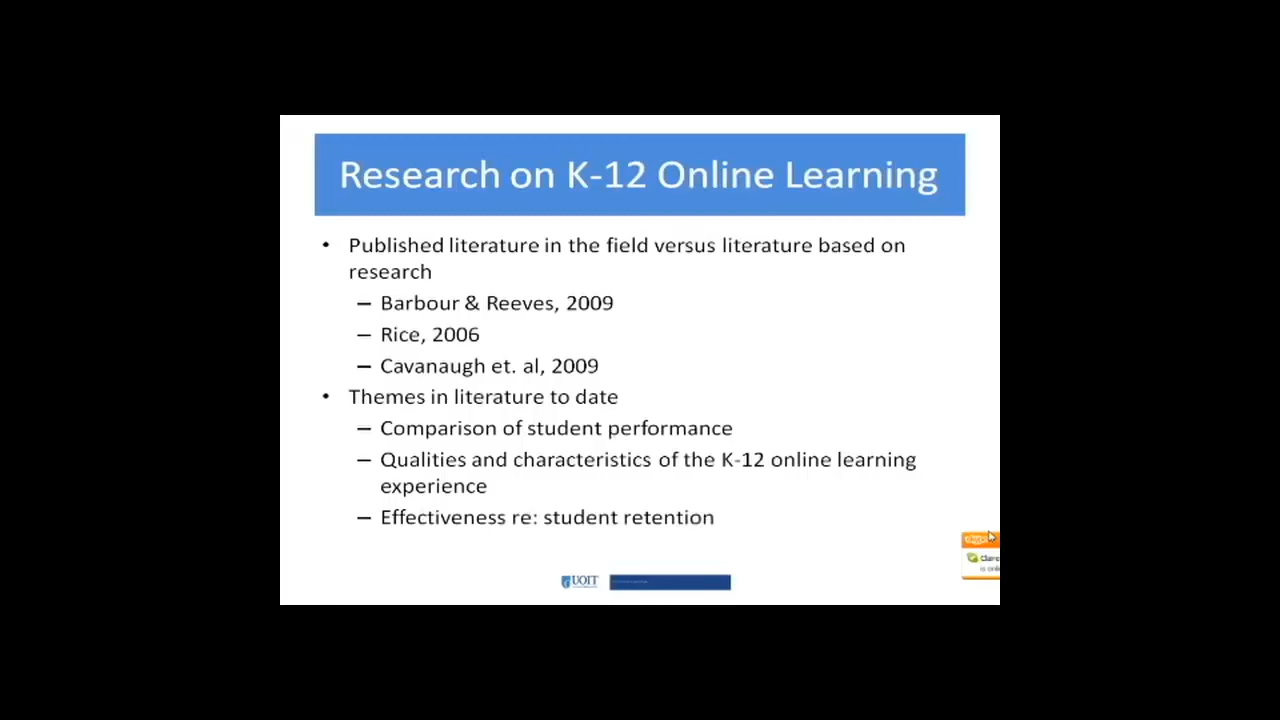 Research on K-12 Online Learning
• Published literature in the field versus literature based on
research
– Barbour & Reeves, 2009
– Rice, 2006
– Cavanaugh et. al, 2009
• Themes in literature to date
– Comparison of student performance
– Qualities and characteristics of the K-12 online learning
experience
– Effectiveness re: student retention
UOIT